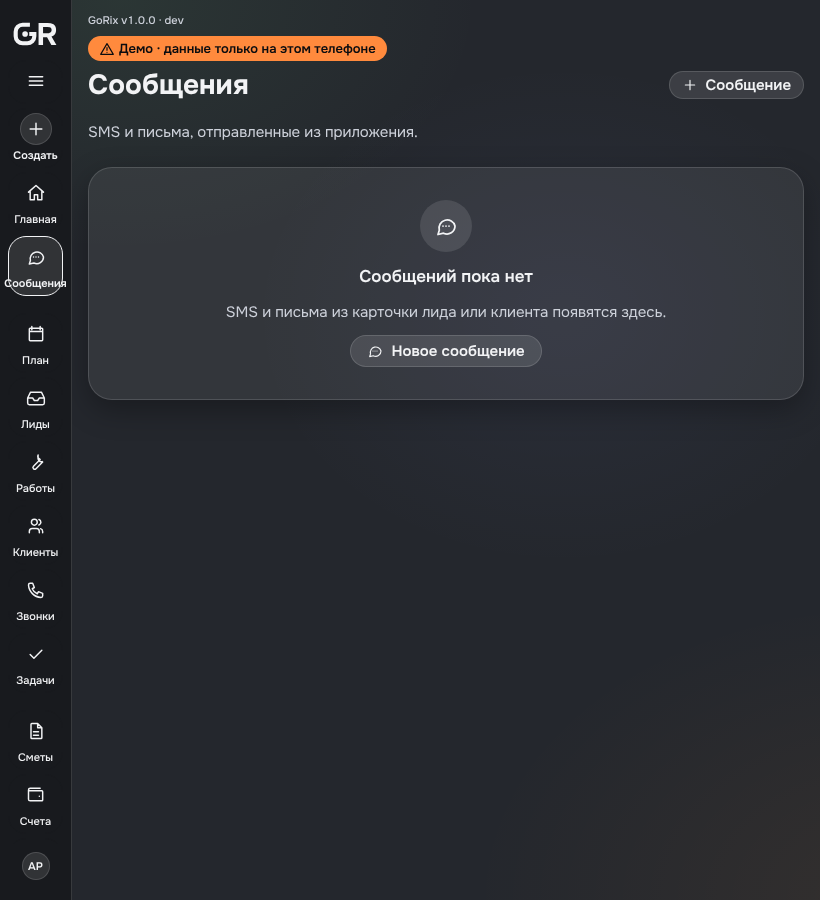 GR
GoRix v1.0.0 · dev
Демо · данные только на этом телефоне
Сообщения
Сообщение
SMS и письма, отправленные из приложения.
Сообщений пока нет
SMS и письма из карточки лида или клиента появятся здесь.
Новое сообщение
Создать
Главная
Сообщения
План
Лиды
Работы
Клиенты
Звонки
Задачи
Сметы
Счета
AP